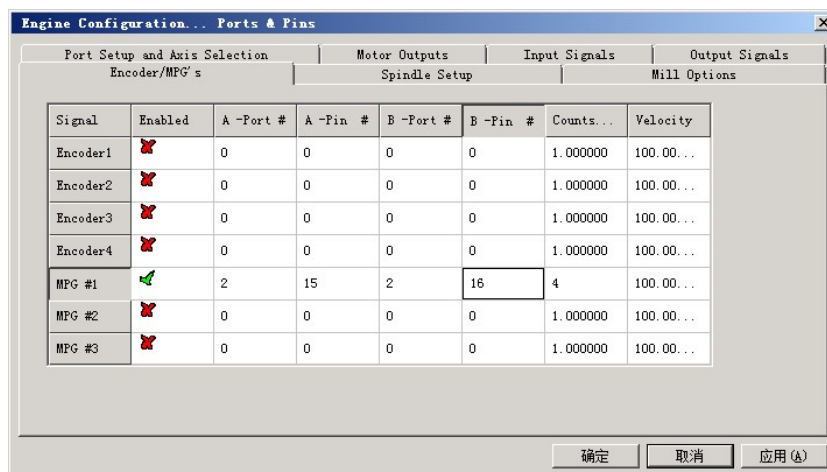 Engine Configuration... Ports & Pins
Port Setup and Axis Selection Motor Outputs Input Signals Output Signals
Encoder/MPG's Spindle Setup Mill Options
Signal Enabled A -Port # A -Pin # B -Port # B -Pin # Counts... Velocity
Encoder1 0 0 0 0 1.000000 100.00...
Encoder2 0 0 0 0 1.000000 100.00...
Encoder3 0 0 0 0 1.000000 100.00...
Encoder4 0 0 0 0 1.000000 100.00...
MPG #1 2 15 2 16 4 100.00...
MPG #2 0 0 0 0 1.000000 100.00...
MPG #3 0 0 0 0 1.000000 100.00...
确定 取消 应用(A)